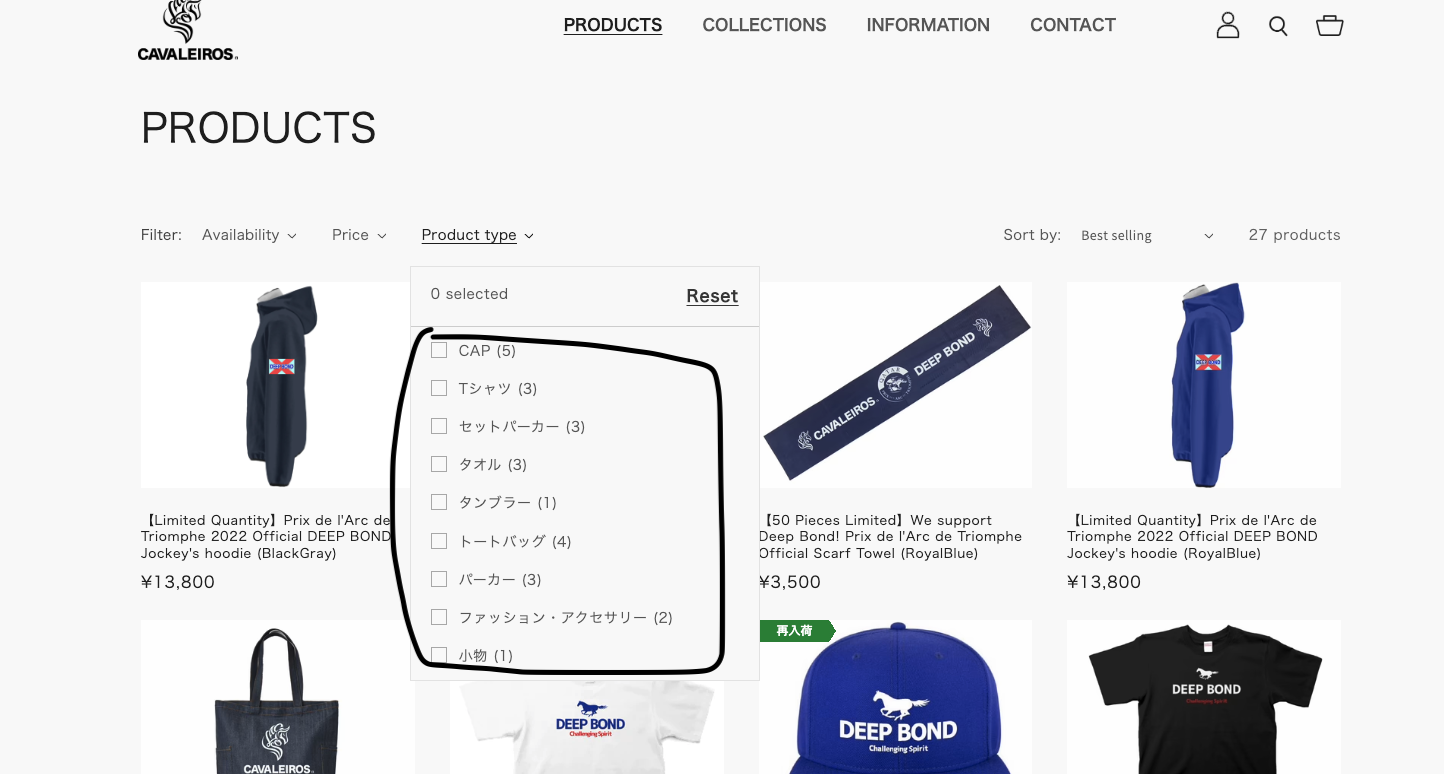 CAVALEIROS
PRODUCTS
COLLECTIONS
INFORMATION
CONTACT
PRODUCTS
Filter:
Availability
Price
Product type
Sort by:
Best selling
27 products
0 selected
Reset
CAP (5)
Tシャツ (3)
セットパーカー (3)
タオル (3)
タンブラー (1)
トートバッグ (4)
パーカー (3)
ファッション・アクセサリー (2)
小物 (1)
DEEP BOND
CAVALEIROS
DEEP BOND
DEEP BOND
【Limited Quantity】Prix de l'Arc de
Triomphe 2022 Official DEEP BOND
Jockey's hoodie (BlackGray)
¥13,800
【50 Pieces Limited】We support
Deep Bond! Prix de l'Arc de Triomphe
Official Scarf Towel (RoyalBlue)
¥3,500
【Limited Quantity】Prix de l'Arc de
Triomphe 2022 Official DEEP BOND
Jockey's hoodie (RoyalBlue)
¥13,800
CAVALEIROS
DEEP BOND
Challenging Spirit
再入荷
DEEP BOND
Challenging Spirit
DEEP BOND
Challenging Spirit